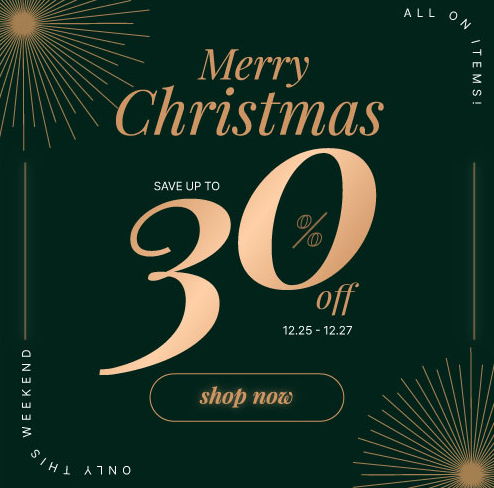 ALL ON ITEMS!
Merry
Christmas
SAVE UP TO
30%
off
12.25 - 12.27
shop now
ONLY THIS WEEKEND